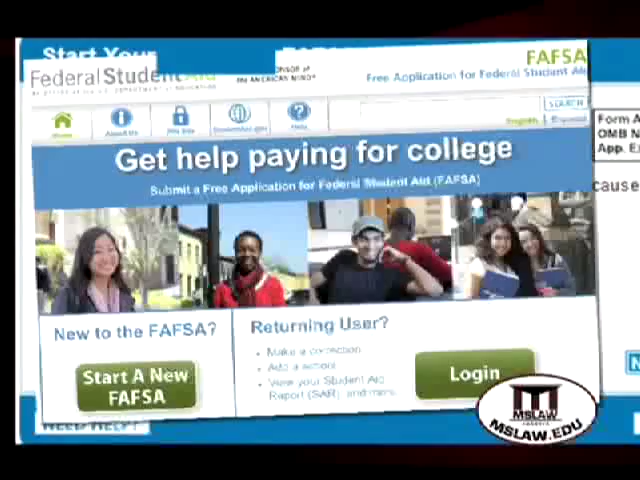 Start Your
FederalStudent Aid
FAFSA
Free Application for Federal Student Aid
Home
About Us
Help
SEARCH
English
Form A
OMB N
App. E
Get help paying for college
Submit a Free Application for Federal Student Aid (FAFSA)
cause
New to the FAFSA?
Start A New
FAFSA
Returning User?
Make a correction
Add a school
View your Student Aid
Report (SAR), and more
Login
N
NEED HELP?
MSLAW
MSLAW.EDU